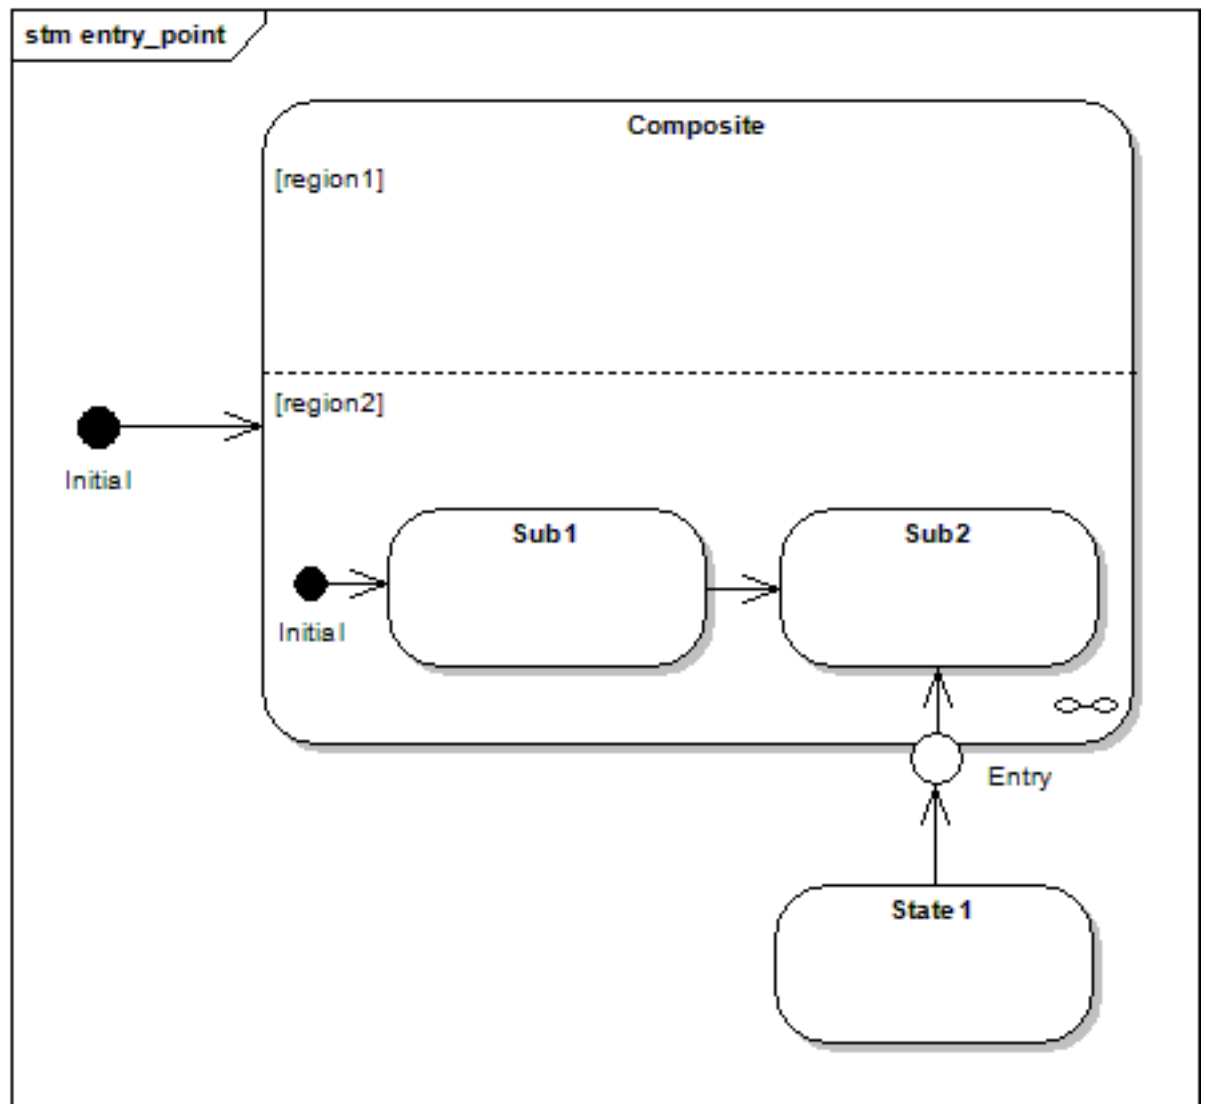 stm entry_point
Composite
[region1]
[region2]
Initial
Sub1
Sub2
Initial
Entry
State1